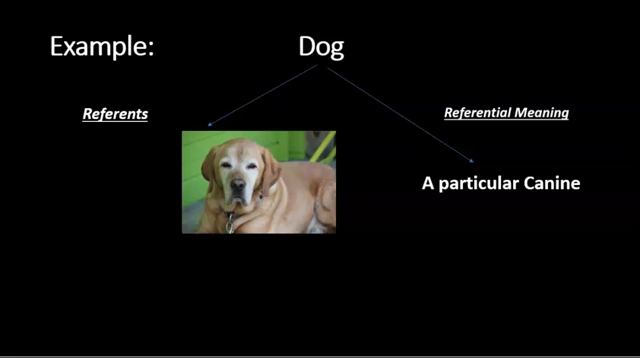 Example:
Dog
Referents
Referential Meaning
A particular Canine